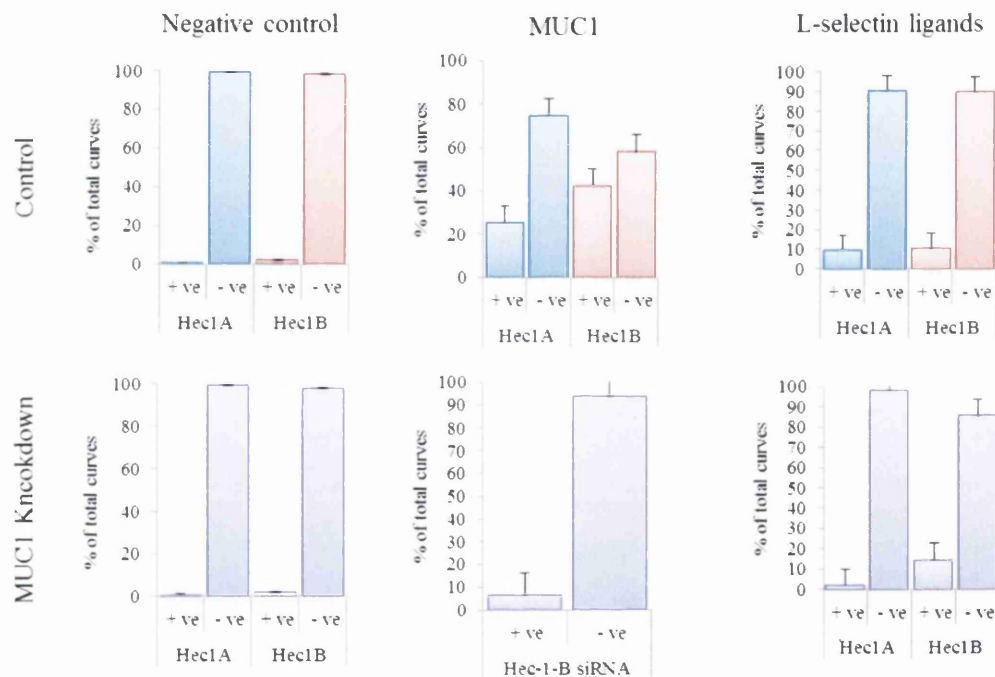 Negative control
MUC1
L-selectin ligands
Control
% of total curves
100
80
60
40
20
0
+ ve - ve + ve - ve
Hec1A Hec1B
% of total curves
100
80
60
40
20
0
+ ve - ve + ve - ve
Hec1A Hec1B
% of total curves
100
90
80
70
60
50
40
30
20
10
0
+ ve - ve + ve - ve
Hec1A Hec1B
MUC1 Kncokdown
% of total curves
100
80
60
40
20
0
+ ve - ve + ve - ve
Hec1A Hec1B
% of total curves
100
90
80
70
60
50
40
30
20
10
0
+ ve - ve
Hec-1-B siRNA
% of total curves
100
90
80
70
60
50
40
30
20
10
0
+ ve - ve + ve - ve
Hec1A Hec1B